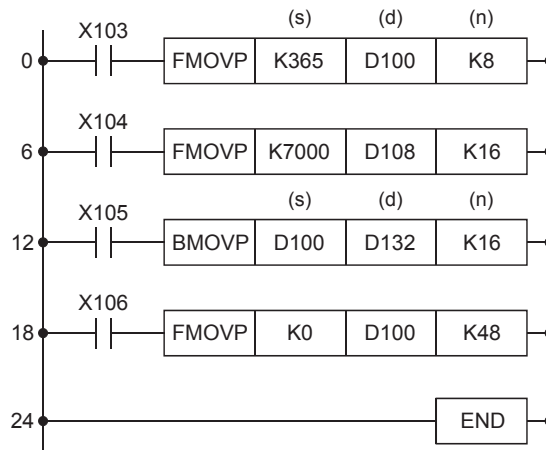 (s) (d) (n)
X103
0 FMOVP K365 D100 K8
X104
6 FMOVP K7000 D108 K16
(s) (d) (n)
X105
12 BMOVP D100 D132 K16
X106
18 FMOVP K0 D100 K48
24 END